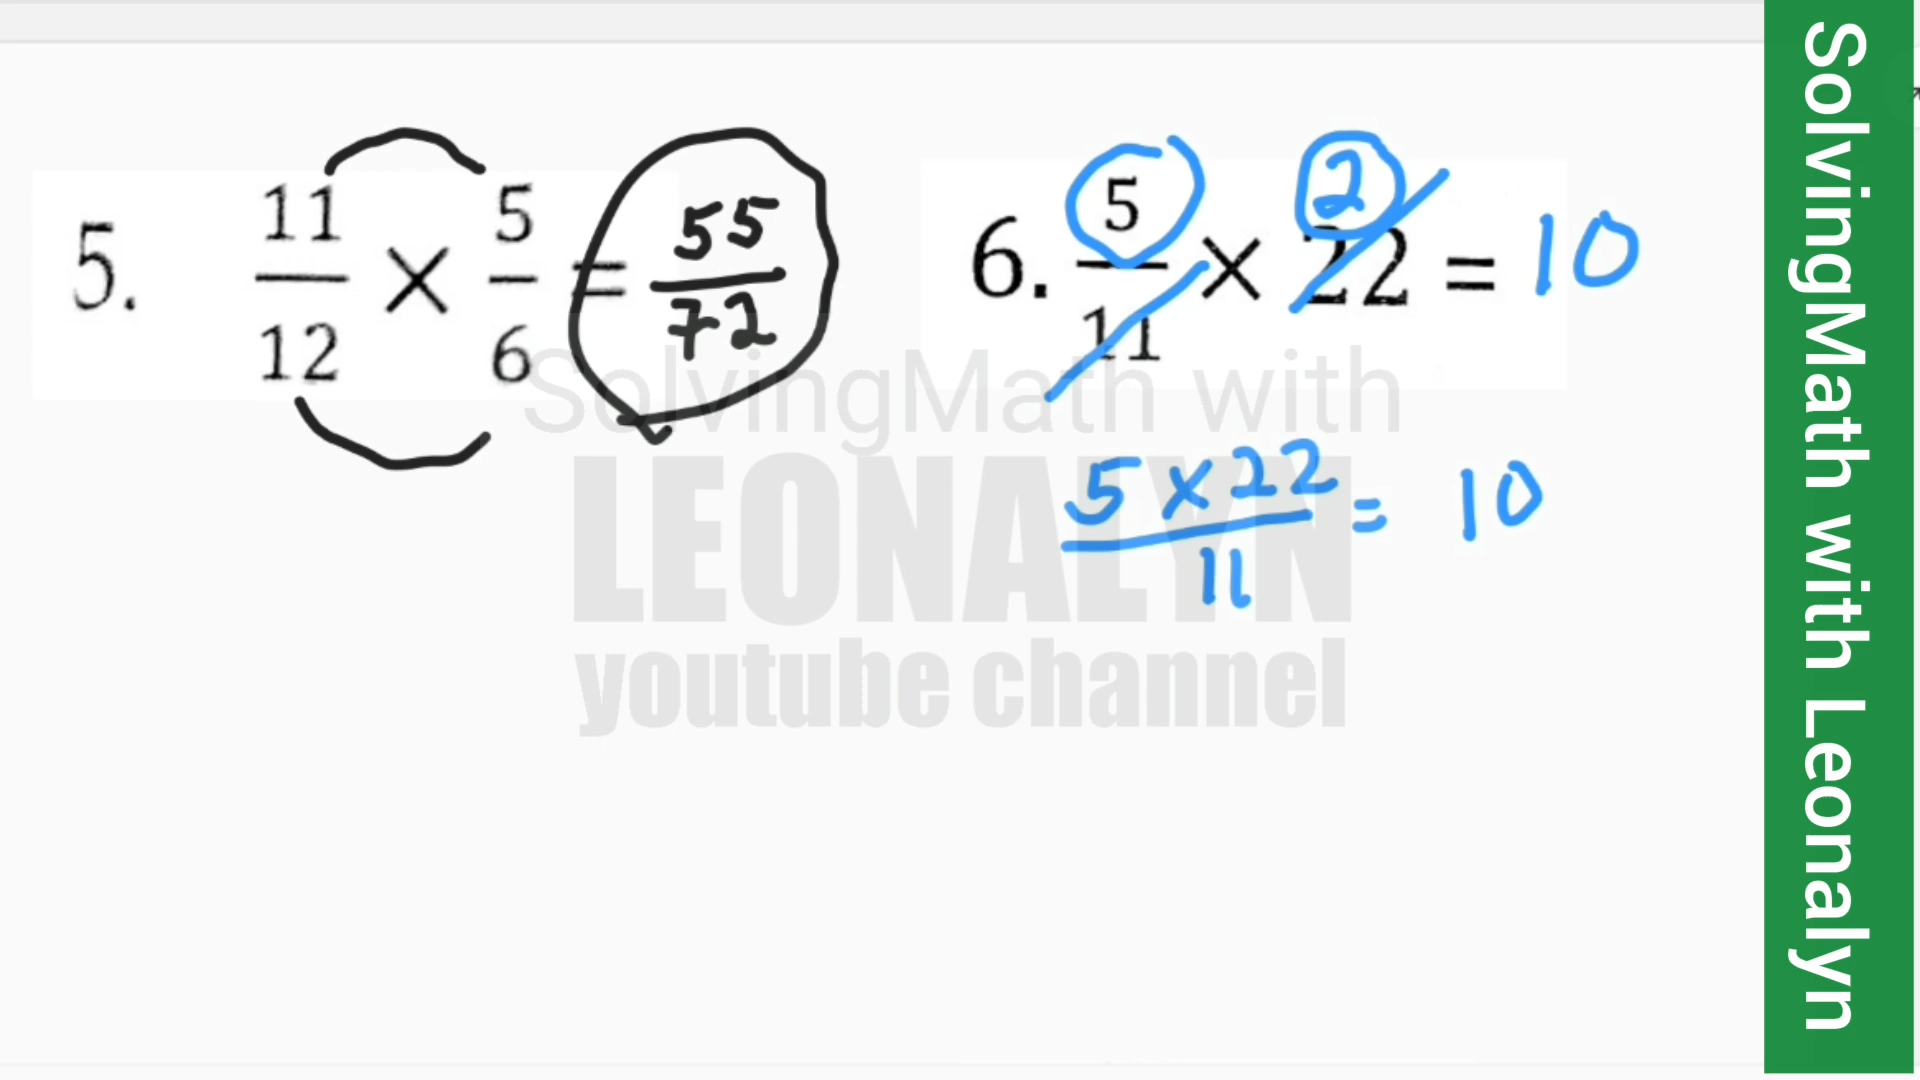 5. 11/12 × 5/6 = 55/72
6. 5/11 × 22 = 10
2
5 x 22 / 11 = 10
SolvingMath with
LEONALYN
youtube channel
SolvingMath with Leonalyn